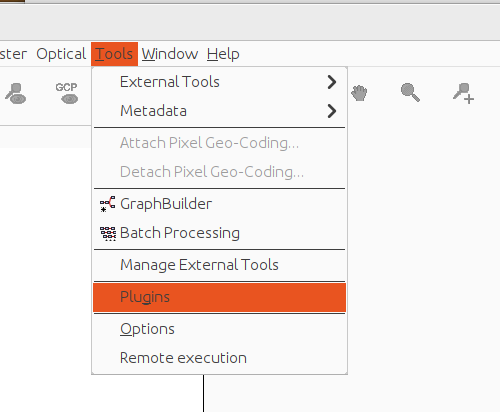 ster Optical Tools Window Help
GCP
External Tools
Metadata
Attach Pixel Geo-Coding...
Detach Pixel Geo-Coding...
GraphBuilder
Batch Processing
Manage External Tools
Plugins
Options
Remote execution